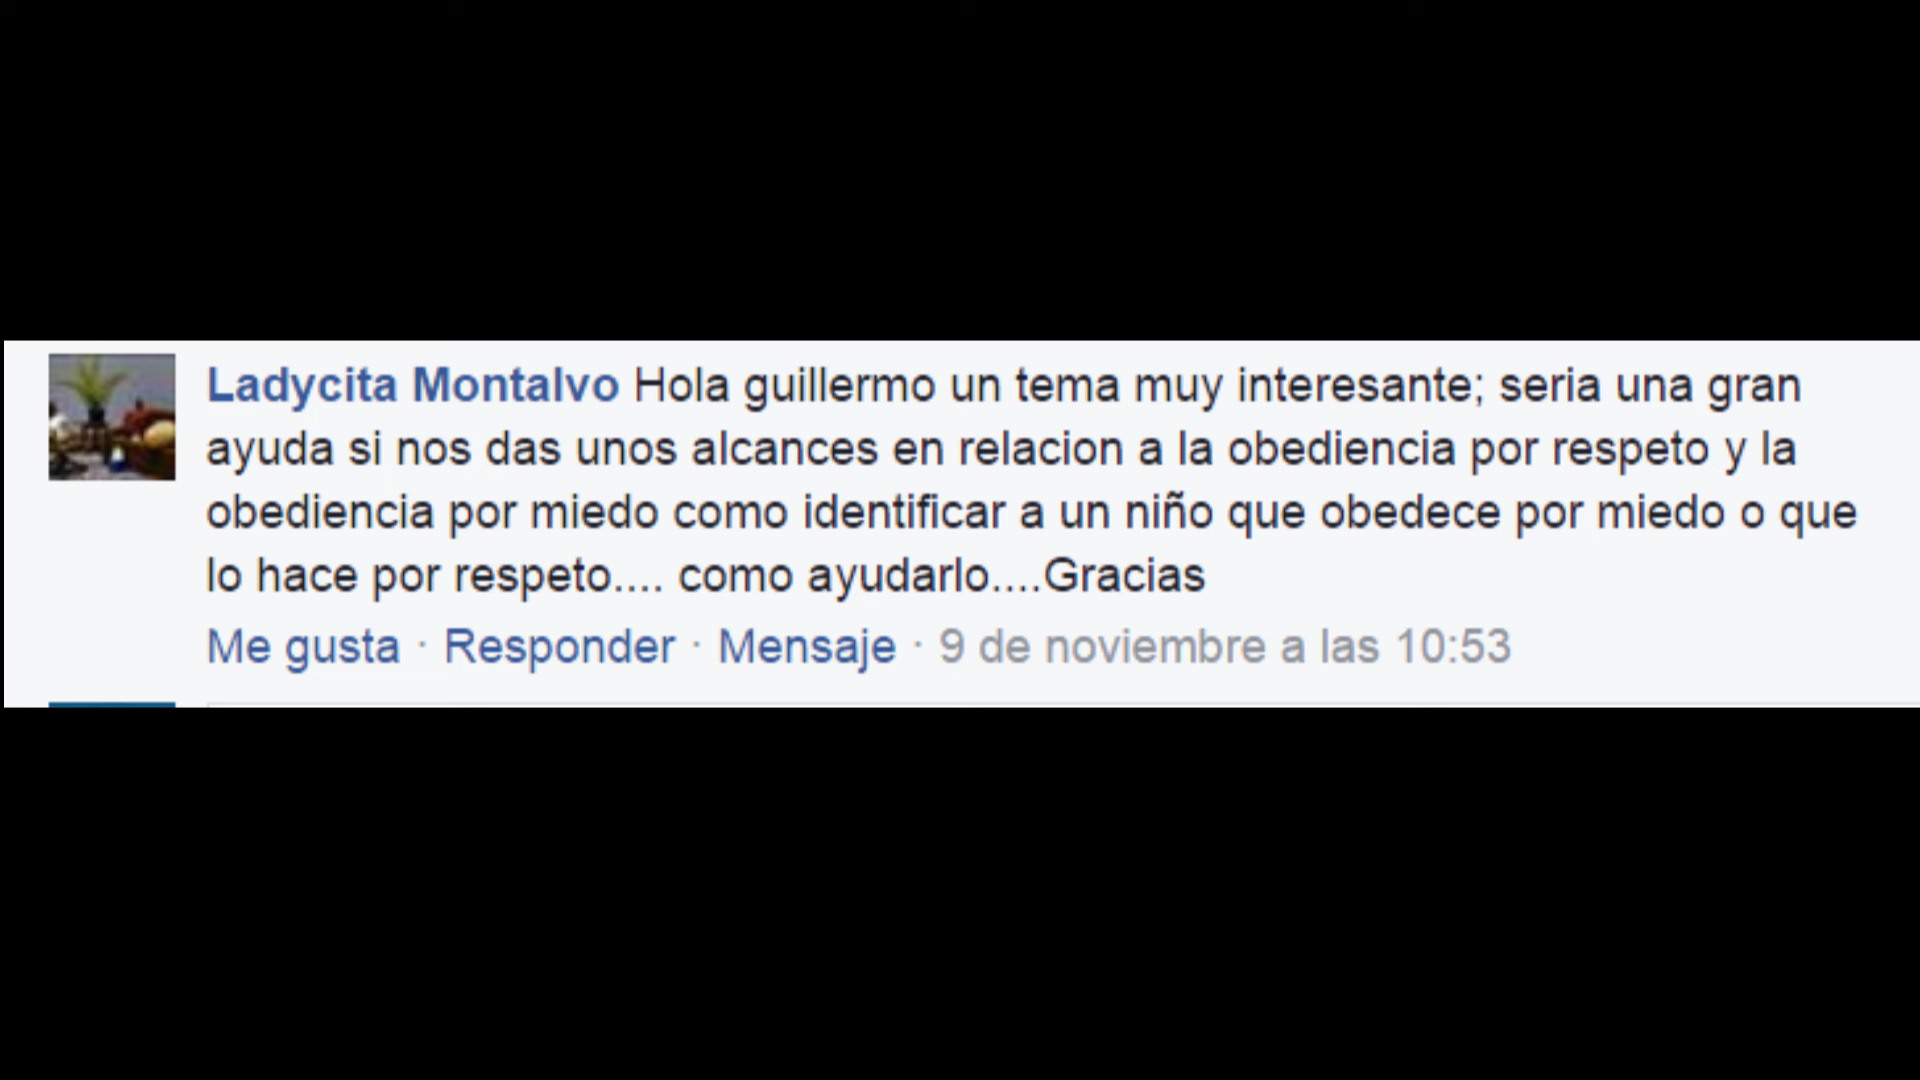 Ladycita Montalvo Hola guillermo un tema muy interesante; seria una gran
ayuda si nos das unos alcances en relacion a la obediencia por respeto y la
obediencia por miedo como identificar a un niño que obedece por miedo o que
lo hace por respeto.... como ayudarlo....Gracias
Me gusta · Responder · Mensaje · 9 de noviembre a las 10:53